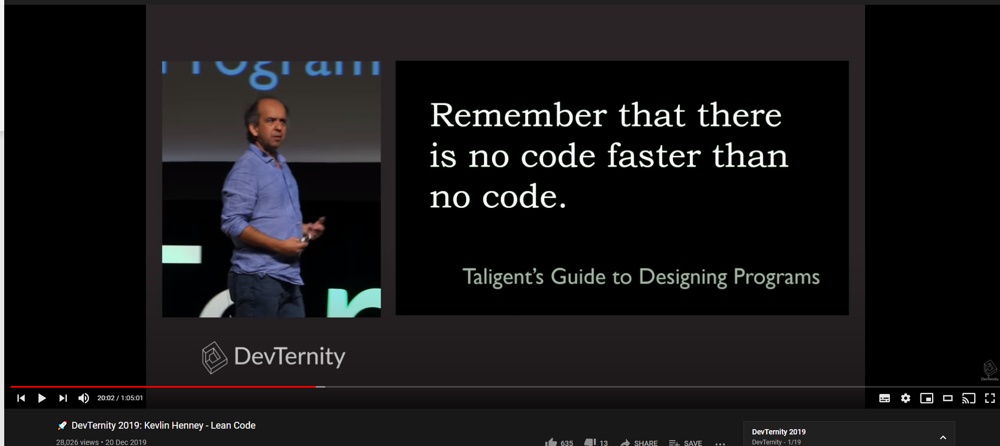 Program
Remember that there
is no code faster than
no code.
Taligent's Guide to Designing Programs
DevTernity
DevTernity
20:02 / 1:05:01
🚀 DevTernity 2019: Kevlin Henney - Lean Code
28,026 views • 20 Dec 2019
635
13
SHARE
SAVE
DevTernity 2019
DevTernity - 1/19